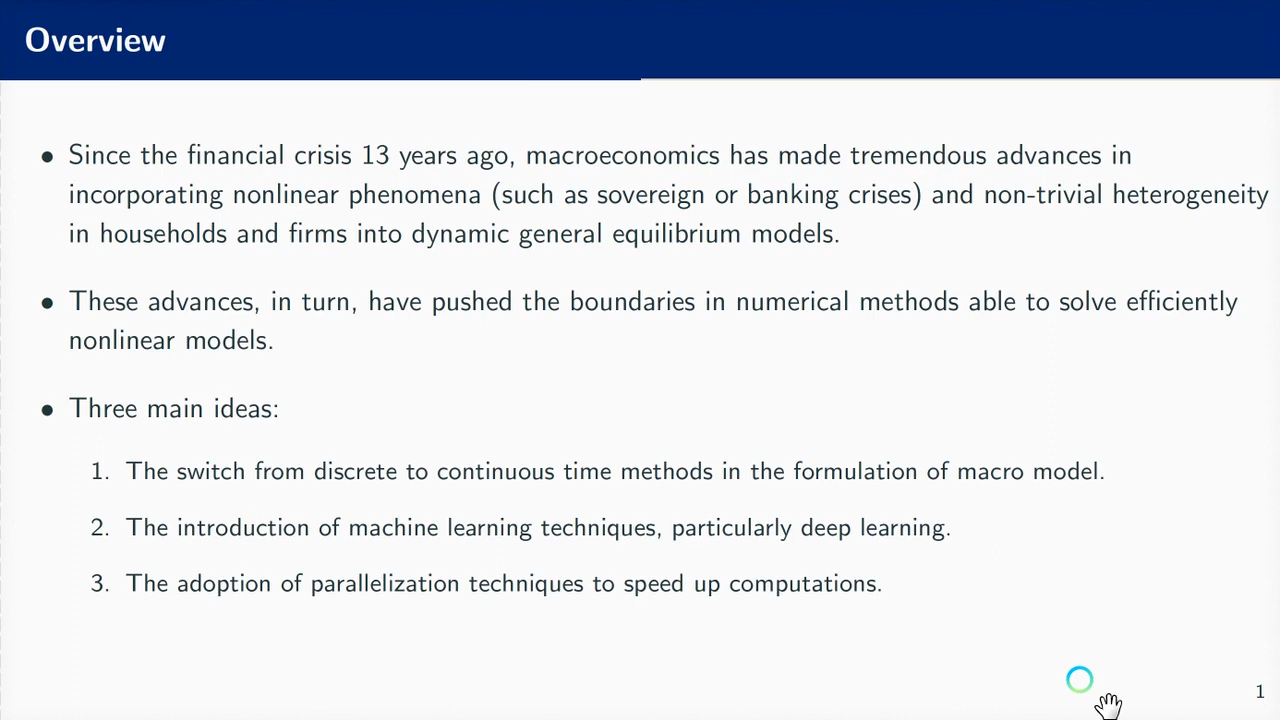 Overview
• Since the financial crisis 13 years ago, macroeconomics has made tremendous advances in
incorporating nonlinear phenomena (such as sovereign or banking crises) and non-trivial heterogeneity
in households and firms into dynamic general equilibrium models.
• These advances, in turn, have pushed the boundaries in numerical methods able to solve efficiently
nonlinear models.
• Three main ideas:
1. The switch from discrete to continuous time methods in the formulation of macro model.
2. The introduction of machine learning techniques, particularly deep learning.
3. The adoption of parallelization techniques to speed up computations.
1